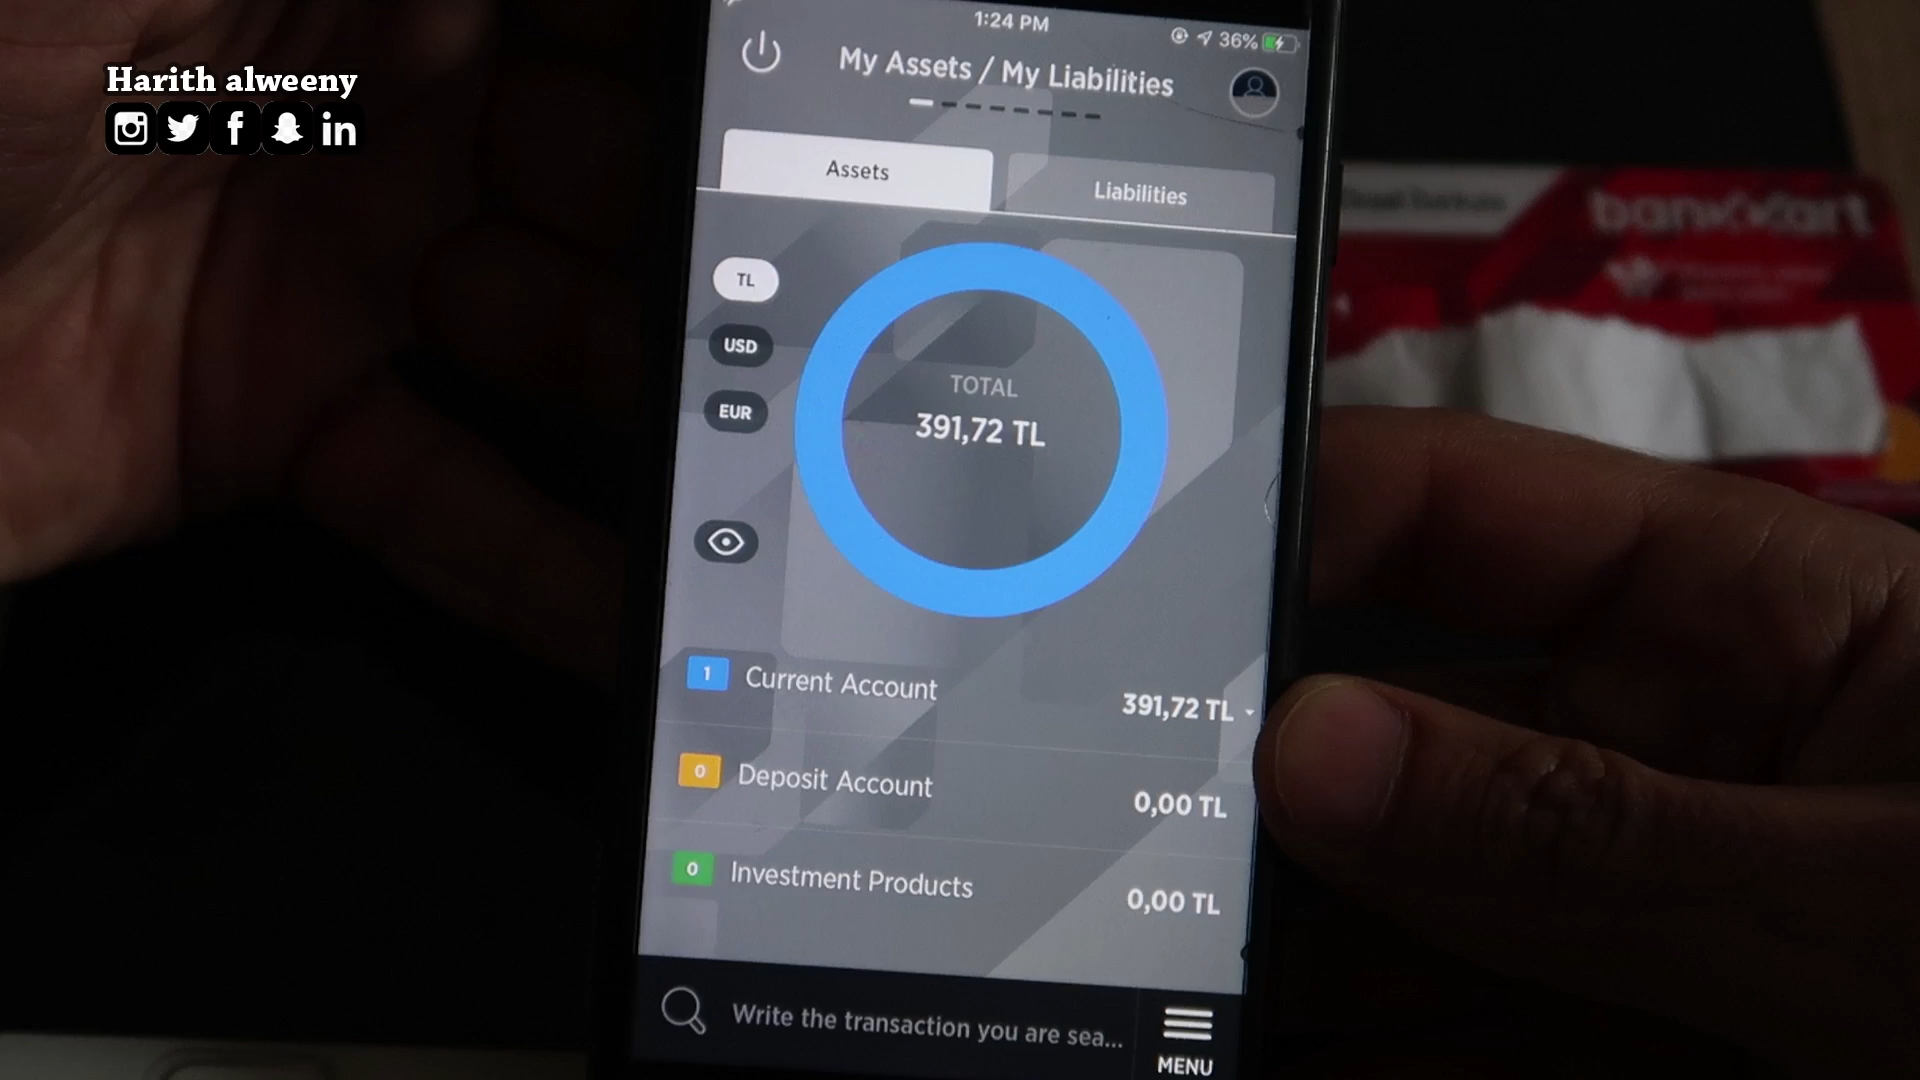 Harith alweeny
1:24 PM
36%
My Assets / My Liabilities
Assets
Liabilities
TL
USD
EUR
TOTAL
391,72 TL
1 Current Account 391,72 TL
0 Deposit Account 0,00 TL
0 Investment Products 0,00 TL
Write the transaction you are sea...
MENU
bankkart